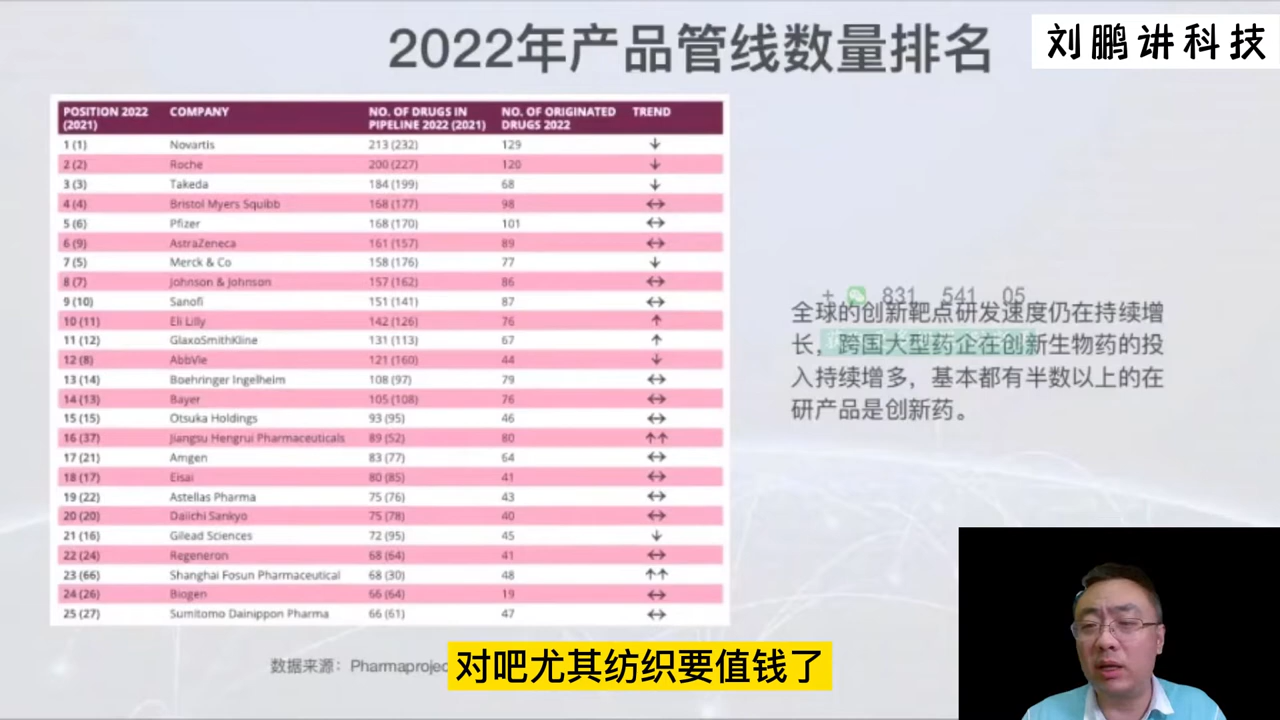 2022年产品管线数量排名
刘鹏讲科技
POSITION 2022 (2021) COMPANY NO. OF DRUGS IN PIPELINE 2022 (2021) NO. OF ORIGINATED DRUGS 2022 TREND
1 (1) Novartis 213 (232) 129 ↓
2 (2) Roche 200 (227) 120 ↓
3 (3) Takeda 184 (199) 68 ↓
4 (4) Bristol Myers Squibb 168 (177) 98 ↔
5 (6) Pfizer 168 (170) 101 ↔
6 (9) AstraZeneca 161 (157) 89 ↔
7 (5) Merck & Co 158 (176) 77 ↓
8 (7) Johnson & Johnson 157 (162) 86 ↔
9 (10) Sanofi 151 (141) 87 ↔
10 (11) Eli Lilly 142 (126) 76 ↑
11 (12) GlaxoSmithKline 131 (113) 67 ↑
12 (8) AbbVie 121 (160) 44 ↓
13 (14) Boehringer Ingelheim 108 (97) 79 ↔
14 (13) Bayer 105 (108) 76 ↔
15 (15) Otsuka Holdings 93 (95) 46 ↔
16 (37) Jiangsu Hengrui Pharmaceuticals 89 (52) 80 ↑↑
17 (21) Amgen 83 (77) 64 ↔
18 (17) Eisai 80 (85) 41 ↔
19 (22) Astellas Pharma 75 (76) 43 ↔
20 (20) Daiichi Sankyo 75 (78) 40 ↔
21 (16) Gilead Sciences 72 (95) 45 ↓
22 (24) Regeneron 68 (64) 41 ↔
23 (66) Shanghai Fosun Pharmaceutical 68 (30) 48 ↑↑
24 (26) Biogen 66 (64) 19 ↔
25 (27) Sumitomo Dainippon Pharma 66 (61) 47 ↔
+ 831 541 05
全球的创新靶点研发速度仍在持续增
长，跨国大型药企在创新生物药的投
入持续增多，基本都有半数以上的在
研产品是创新药。
数据来源：Pharmaprojec
对吧尤其纺织要值钱了